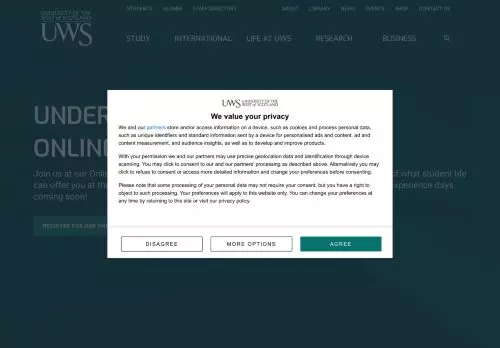 UNIVERSITY OF THE
WEST of SCOTLAND
UWS
STUDENTS ALUMNI STAFF DIRECTORY ABOUT LIBRARY NEWS EVENTS SHOP CONTACT US
STUDY INTERNATIONAL LIFE AT UWS RESEARCH BUSINESS
UNDER
ONLINE
Join us at our Onli
of what student life
can offer you at the
xperience days
coming soon!
REGISTER FOR OUR ONL
UWS UNIVERSITY OF THE
WEST of SCOTLAND
We value your privacy
We and our partners store and/or access information on a device, such as cookies and process personal data,
such as unique identifiers and standard information sent by a device for personalised ads and content, ad and
content measurement, and audience insights, as well as to develop and improve products.
With your permission we and our partners may use precise geolocation data and identification through device
scanning. You may click to consent to our and our partners' processing as described above. Alternatively you may
click to refuse to consent or access more detailed information and change your preferences before consenting.
Please note that some processing of your personal data may not require your consent, but you have a right to
object to such processing. Your preferences will apply to this website only. You can change your preferences at
any time by returning to this site or visit our privacy policy.
DISAGREE MORE OPTIONS AGREE